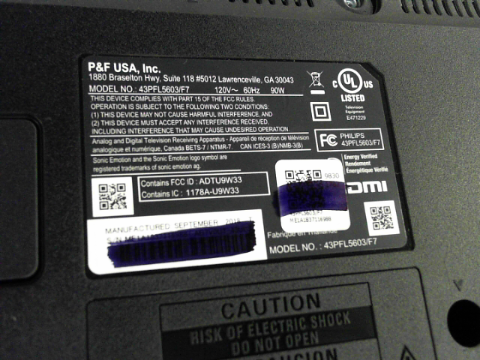 P&F USA, Inc.
1880 Braselton Hwy, Suite 118 #5012 Lawrenceville, GA 30043
MODEL NO. : 43PFL5603/F7 120V~ 60Hz 90W
THIS DEVICE COMPLIES WITH PART 15 OF THE FCC RULES.
OPERATION IS SUBJECT TO THE FOLLOWING TWO CONDITIONS:
(1) THIS DEVICE MAY NOT CAUSE HARMFUL INTERFERENCE, AND
(2) THIS DEVICE MUST ACCEPT ANY INTERFERENCE RECEIVED,
INCLUDING INTERFERENCE THAT MAY CAUSE UNDESIRED OPERATION
Analog and Digital Television Receiving Apparatus - Appareil de réception de Télévision
analogique et numérique, Canada BETS-7 / NTMR-7 CAN ICES-3 (B)/NMB-3(B)
Sonic Emotion and the Sonic Emotion logo symbol are
registered trademarks of sonic emotion ag.
c UL US
LISTED
Television
Equipment
E471229
FC PHILIPS
43PFL5603/F7
Energy Verified
Rendement
Énergétique Vérifié
HDMI
Contains FCC ID : ADTU9W33
Contains IC : 1178A-U9W33
MANUFACTURED SEPTEMBER
Fabriqué en
MODEL NO. : 43PFL5603/F7
CAUTION
RISK OF ELECTRIC SHOCK
DO NOT OPEN